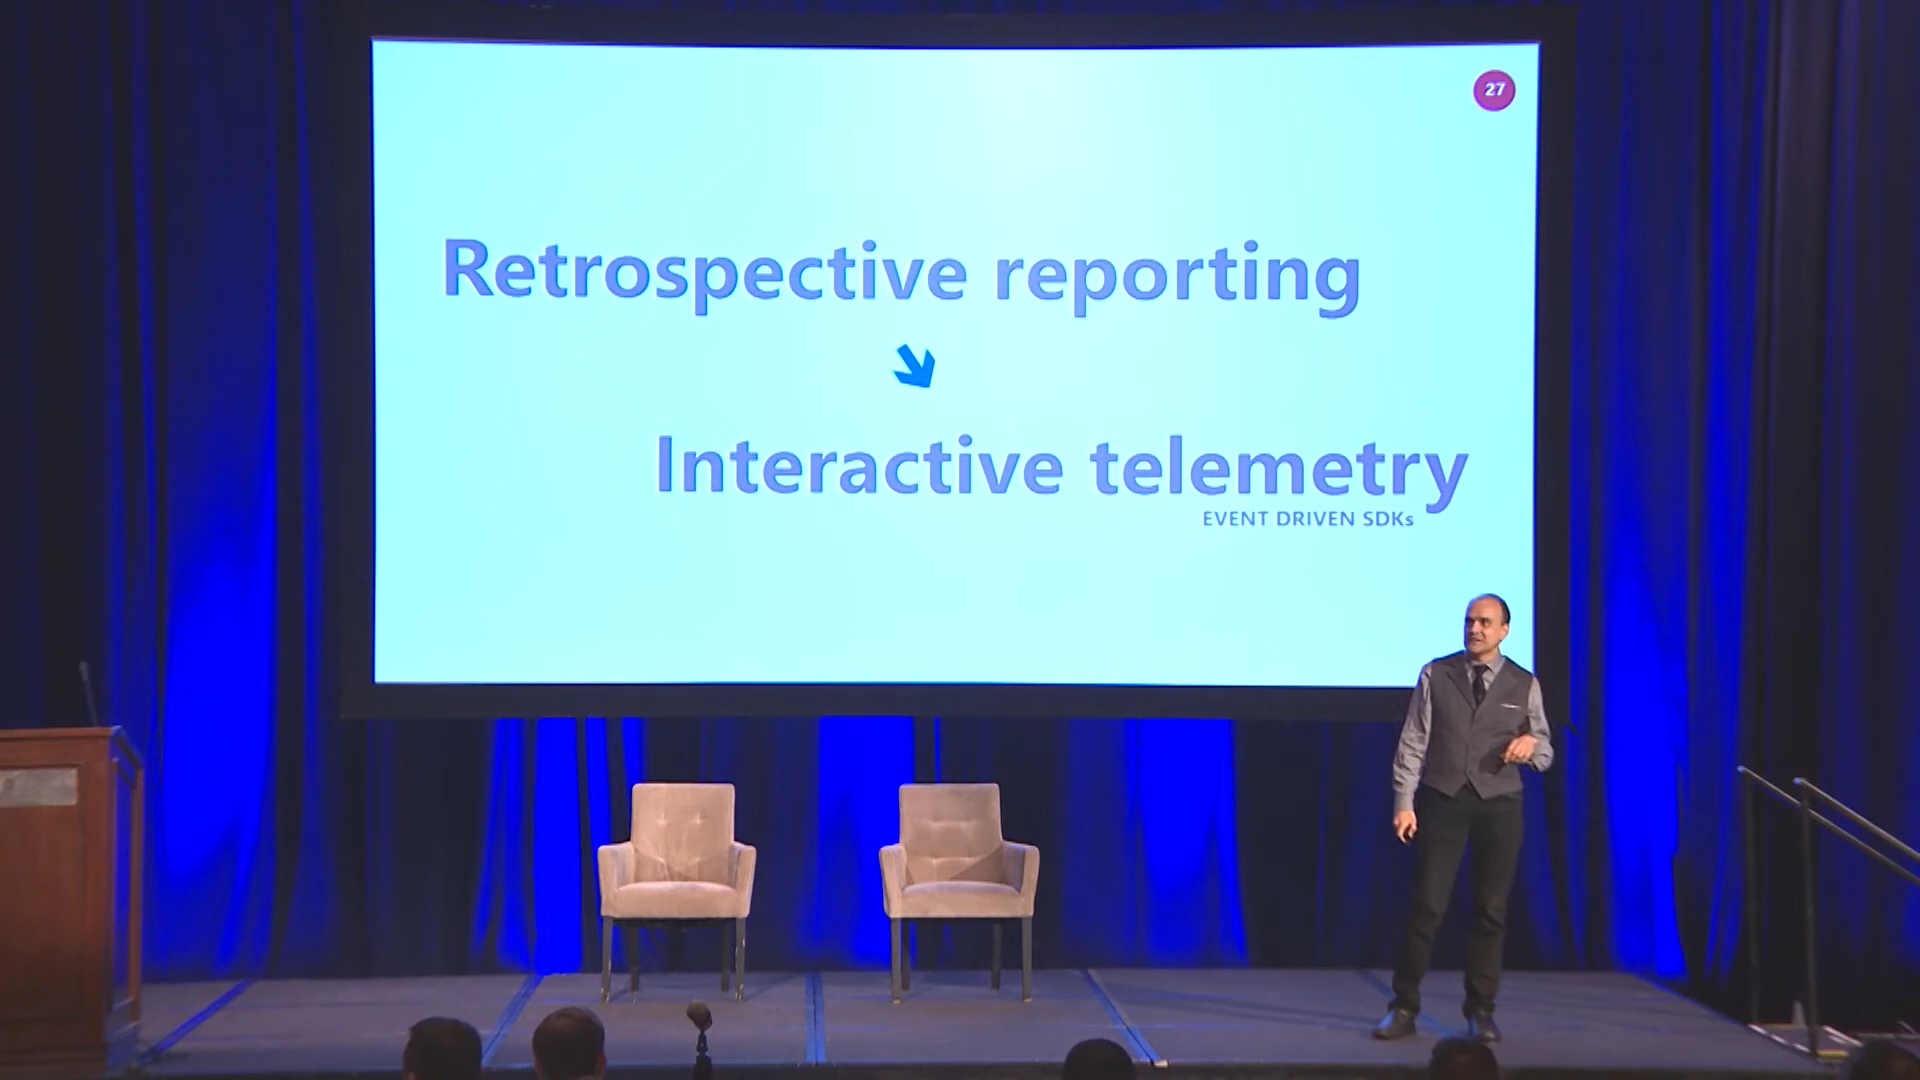 27
Retrospective reporting
Interactive telemetry
EVENT DRIVEN SDKs